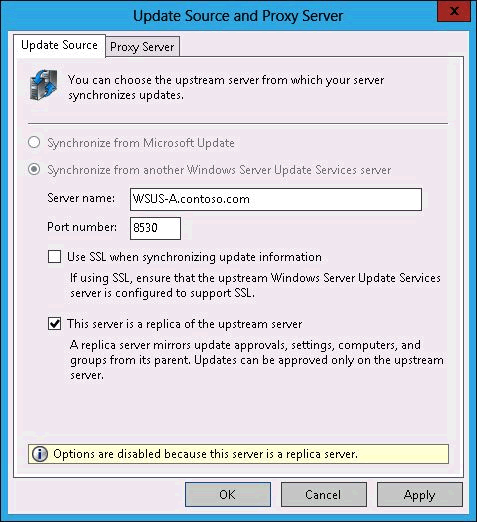 Update Source and Proxy Server
x
Update Source
Proxy Server
You can choose the upstream server from which your server
synchronizes updates.
Synchronize from Microsoft Update
Synchronize from another Windows Server Update Services server
Server name:
WSUS-A.contoso.com
Port number:
8530
Use SSL when synchronizing update information
If using SSL, ensure that the upstream Windows Server Update Services
server is configured to support SSL.
This server is a replica of the upstream server
A replica server mirrors update approvals, settings, computers, and
groups from its parent. Updates can be approved only on the upstream
server.
Options are disabled because this server is a replica server.
OK
Cancel
Apply